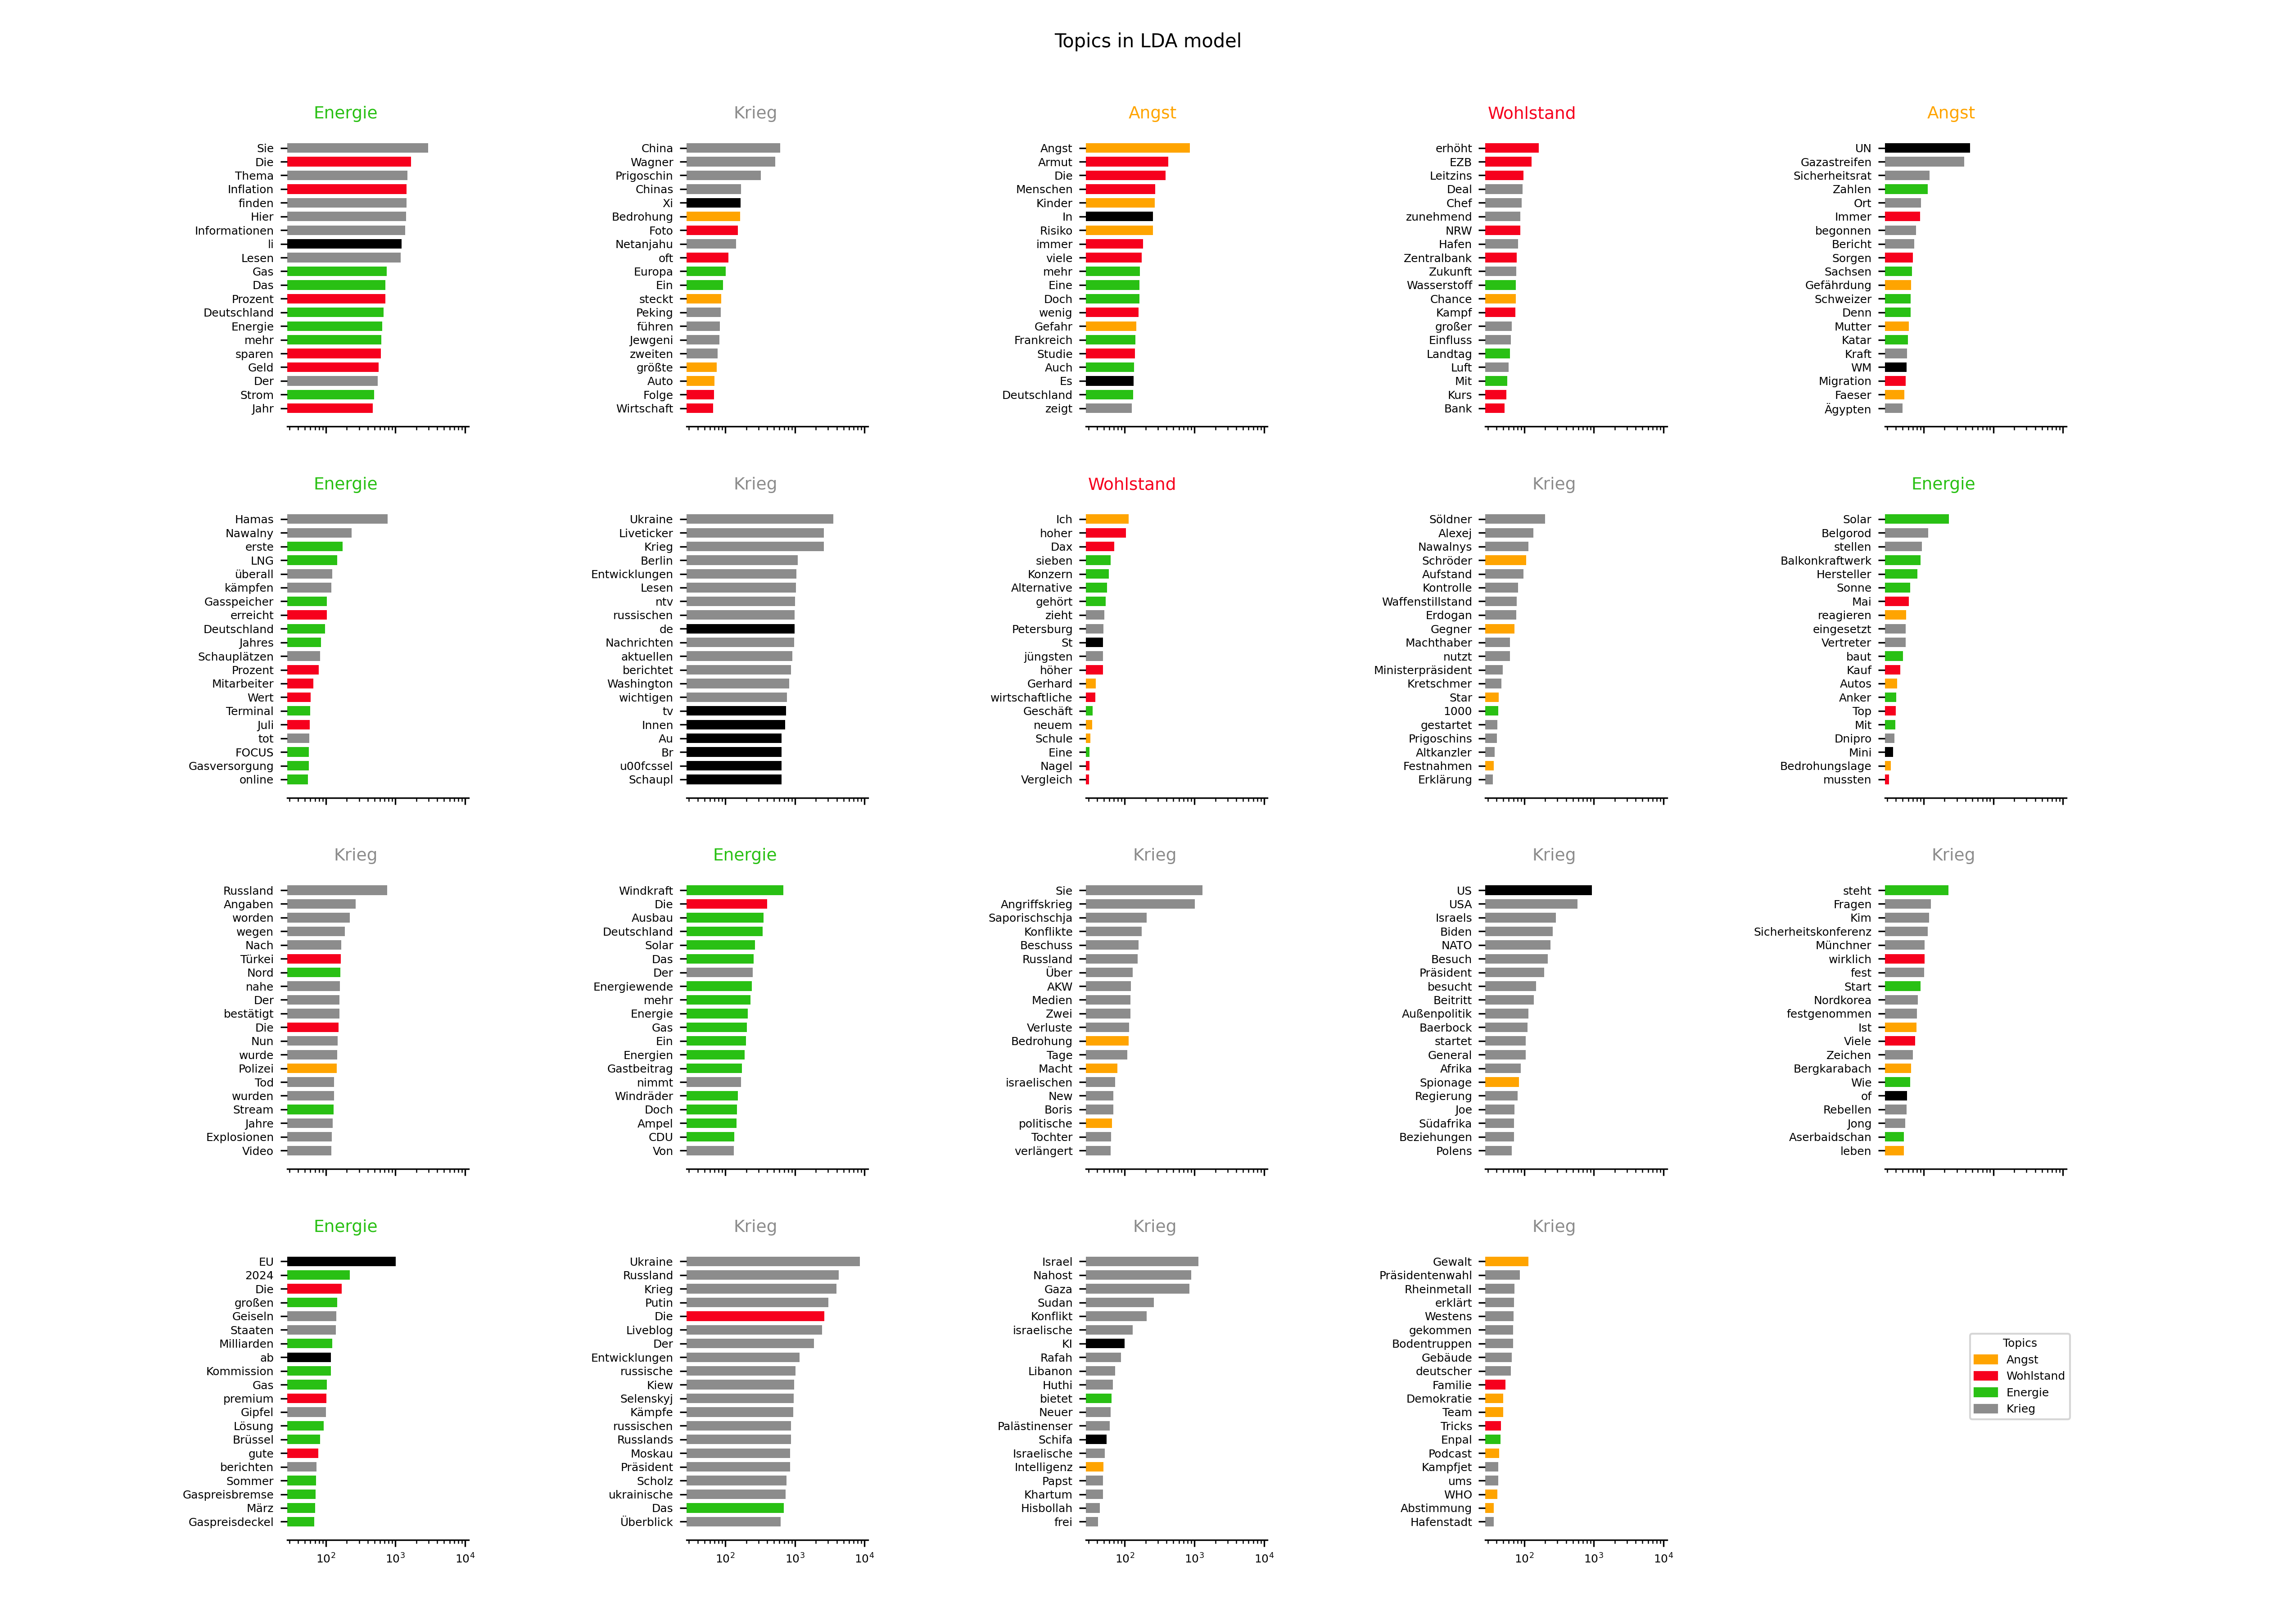 Topics in LDA model
Energie
Sie
Die
Thema
Inflation
finden
Hier
Informationen
li
Lesen
Gas
Das
Prozent
Deutschland
Energie
mehr
sparen
Geld
Der
Strom
Jahr
Krieg
China
Wagner
Prigoschin
Chinas
Xi
Bedrohung
Foto
Netanjahu
oft
Europa
Ein
steckt
Peking
führen
Jewgeni
zweiten
größte
Auto
Folge
Wirtschaft
Angst
Angst
Armut
Die
Menschen
Kinder
In
Risiko
immer
viele
mehr
Eine
Doch
wenig
Gefahr
Frankreich
Studie
Auch
Es
Deutschland
zeigt
Wohlstand
erhöht
EZB
Leitzins
Deal
Chef
zunehmend
NRW
Hafen
Zentralbank
Zukunft
Wasserstoff
Chance
Kampf
großer
Einfluss
Landtag
Luft
Mit
Kurs
Bank
Angst
UN
Gazastreifen
Sicherheitsrat
Zahlen
Ort
Immer
begonnen
Bericht
Sorgen
Sachsen
Gefährdung
Schweizer
Denn
Mutter
Katar
Kraft
WM
Migration
Faeser
Ägypten
Energie
Hamas
Nawalny
erste
LNG
überall
kämpfen
Gasspeicher
erreicht
Deutschland
Jahres
Schauplätzen
Prozent
Mitarbeiter
Wert
Terminal
Juli
tot
FOCUS
Gasversorgung
online
Krieg
Ukraine
Liveticker
Krieg
Berlin
Entwicklungen
Lesen
ntv
russischen
de
Nachrichten
aktuellen
berichtet
Washington
wichtigen
tv
Innen
Au
Br
u00fcssel
Schaupl
Wohlstand
Ich
hoher
Dax
sieben
Konzern
Alternative
gehört
zieht
Petersburg
St
jüngsten
höher
Gerhard
wirtschaftliche
Geschäft
neuem
Schule
Eine
Nagel
Vergleich
Krieg
Söldner
Alexej
Nawalnys
Schröder
Aufstand
Kontrolle
Waffenstillstand
Erdogan
Gegner
Machthaber
nutzt
Ministerpräsident
Kretschmer
Star
1000
gestartet
Prigoschins
Altkanzler
Festnahmen
Erklärung
Energie
Solar
Belgorod
stellen
Balkonkraftwerk
Hersteller
Sonne
Mai
reagieren
eingesetzt
Vertreter
baut
Kauf
Autos
Anker
Top
Mit
Dnipro
Mini
Bedrohungslage
mussten
Krieg
Russland
Angaben
worden
wegen
Nach
Türkei
Nord
nahe
Der
bestätigt
Die
Nun
wurde
Polizei
Tod
wurden
Stream
Jahre
Explosionen
Video
Energie
Windkraft
Die
Ausbau
Deutschland
Solar
Das
Der
Energiewende
mehr
Energie
Gas
Ein
Energien
Gastbeitrag
nimmt
Windräder
Doch
Ampel
CDU
Von
Krieg
Sie
Angriffskrieg
Saporischschja
Konflikte
Beschuss
Russland
Über
AKW
Medien
Zwei
Verluste
Bedrohung
Tage
Macht
israelischen
New
Boris
politische
Tochter
verlängert
Krieg
US
USA
Israels
Biden
NATO
Besuch
Präsident
besucht
Beitritt
Außenpolitik
Baerbock
startet
General
Afrika
Spionage
Regierung
Joe
Südafrika
Beziehungen
Polens
Krieg
steht
Fragen
Kim
Sicherheitskonferenz
Münchner
wirklich
fest
Start
Nordkorea
festgenommen
Ist
Viele
Zeichen
Bergkarabach
Wie
of
Rebellen
Jong
Aserbaidschan
leben
Energie
EU
2024
Die
großen
Geiseln
Staaten
Milliarden
ab
Kommission
Gas
premium
Gipfel
Lösung
Brüssel
gute
berichten
Sommer
Gaspreisbremse
März
Gaspreisdeckel
10² 10³ 10⁴
Krieg
Ukraine
Russland
Krieg
Putin
Die
Liveblog
Der
Entwicklungen
russische
Kiew
Selenskyj
Kämpfe
russischen
Russlands
Moskau
Präsident
Scholz
ukrainische
Das
Überblick
10² 10³ 10⁴
Krieg
Israel
Nahost
Gaza
Sudan
Konflikt
israelische
KI
Rafah
Libanon
Huthi
bietet
Neuer
Palästinenser
Schifa
Israelische
Intelligenz
Papst
Khartum
Hisbollah
frei
10² 10³ 10⁴
Krieg
Gewalt
Präsidentenwahl
Rheinmetall
erklärt
Westens
gekommen
Bodentruppen
Gebäude
deutscher
Familie
Demokratie
Team
Tricks
Enpal
Podcast
Kampfjet
ums
WHO
Abstimmung
Hafenstadt
10² 10³ 10⁴
Topics
Angst
Wohlstand
Energie
Krieg